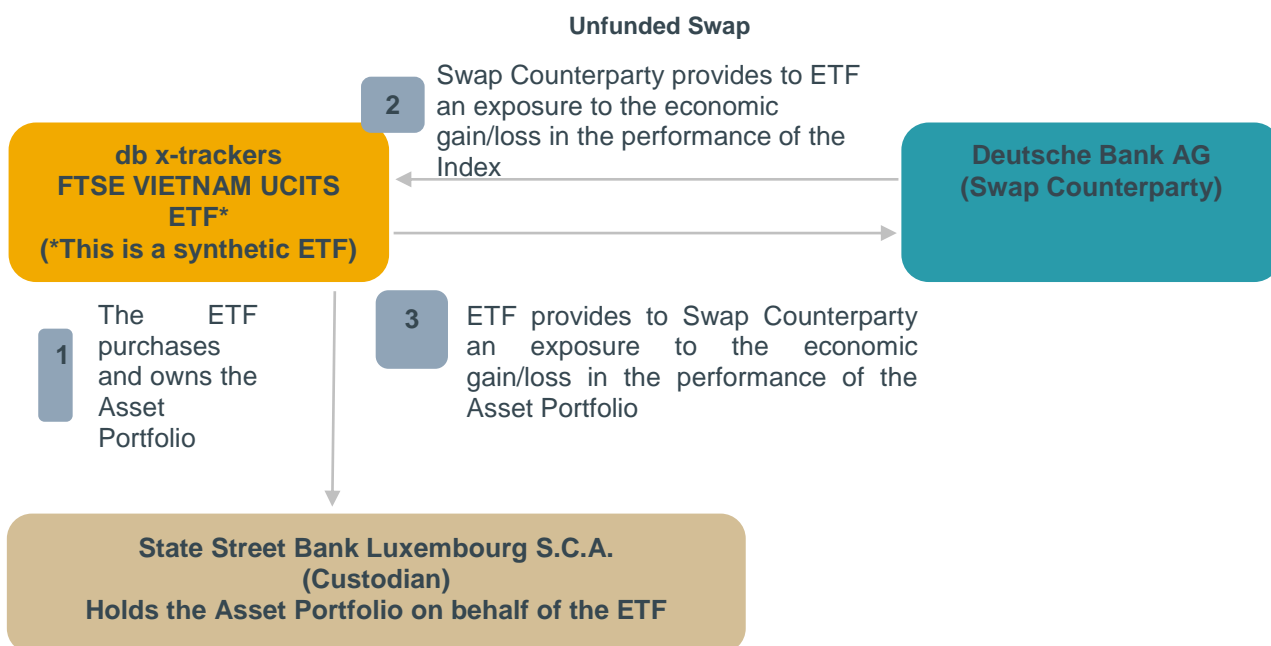 Unfunded Swap
2
Swap Counterparty provides to ETF
an exposure to the economic
gain/loss in the performance of the
Index
db x-trackers
FTSE VIETNAM UCITS
ETF*
(*This is a synthetic ETF)
Deutsche Bank AG
(Swap Counterparty)
1
The ETF
purchases
and owns the
Asset
Portfolio
3
ETF provides to Swap Counterparty
an exposure to the economic
gain/loss in the performance of the
Asset Portfolio
State Street Bank Luxembourg S.C.A.
(Custodian)
Holds the Asset Portfolio on behalf of the ETF